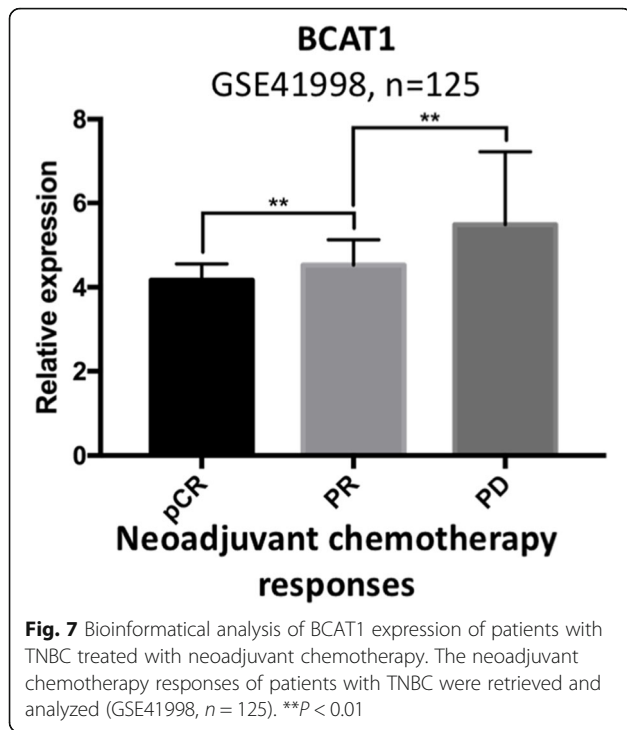 BCAT1
GSE41998, n=125
**
**
Relative expression
8
6
4
2
0
pCR
PR
PD
Neoadjuvant chemotherapy
responses
Fig. 7 Bioinformatical analysis of BCAT1 expression of patients with
TNBC treated with neoadjuvant chemotherapy. The neoadjuvant
chemotherapy responses of patients with TNBC were retrieved and
analyzed (GSE41998, n = 125). **P < 0.01